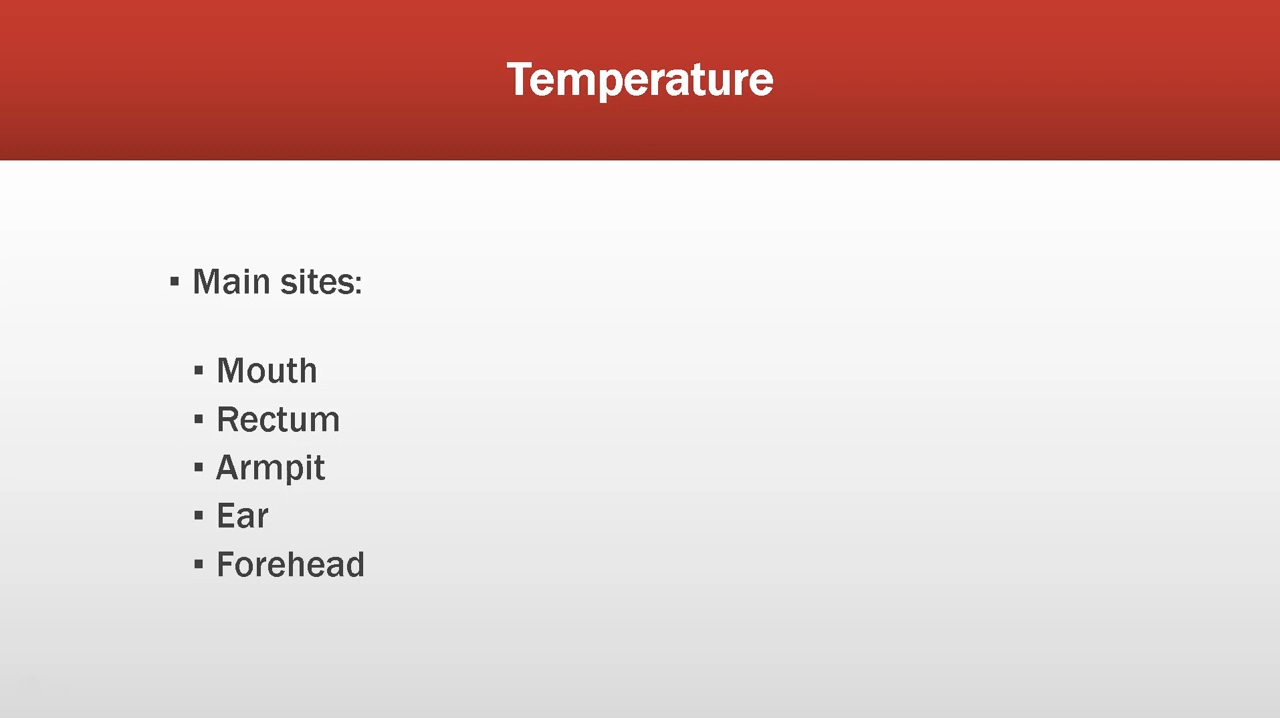 Temperature
▪ Main sites:
▪ Mouth
▪ Rectum
▪ Armpit
▪ Ear
▪ Forehead